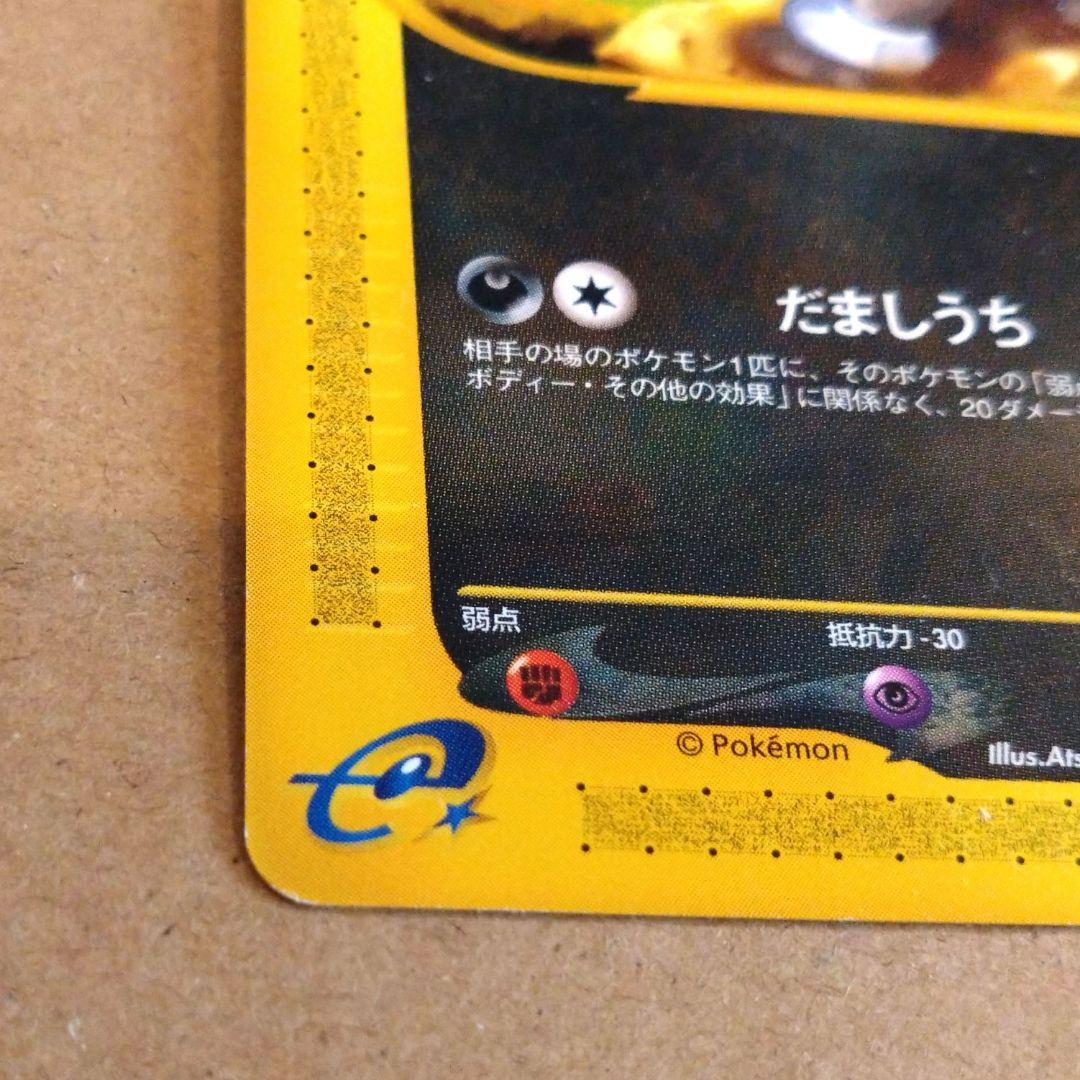 だましうち
相手の場のポケモン1匹に、そのポケモンの「弱
ボディー・その他の効果」に関係なく、20ダメー
弱点
抵抗力 -30
© Pokémon
Illus.Ats